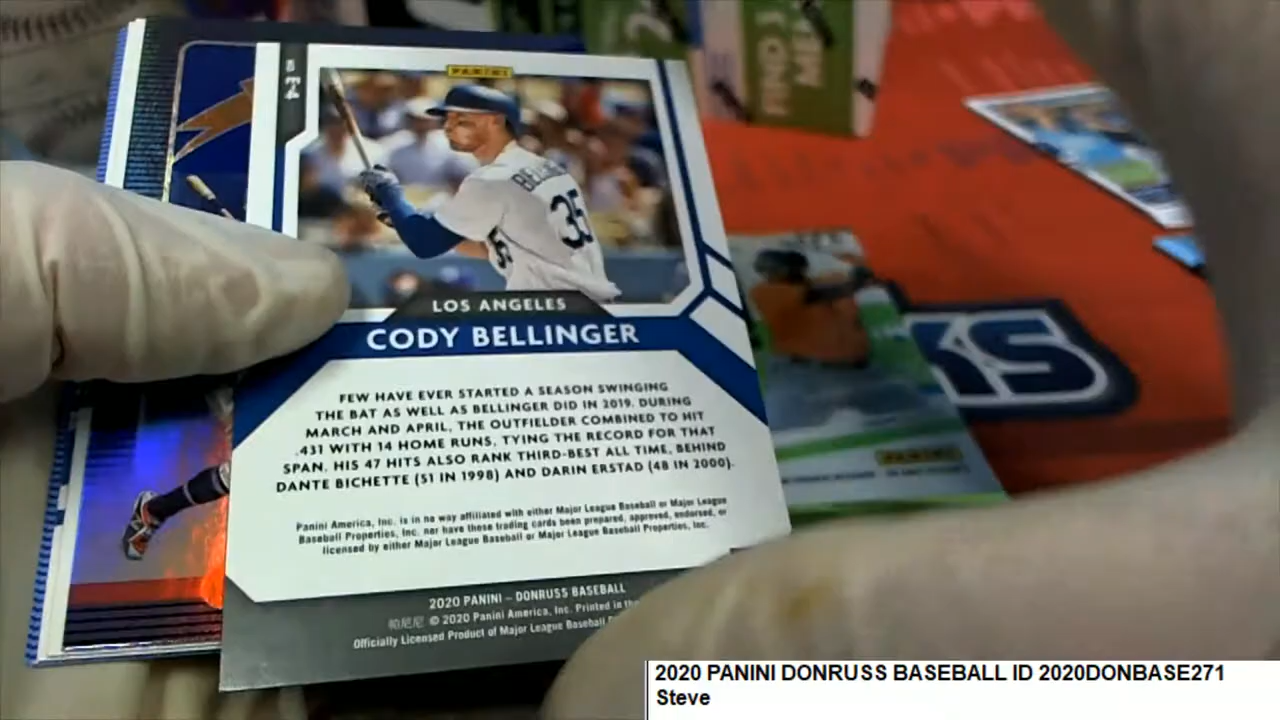 PANINI
BELLIN
35
35
LOS ANGELES
CODY BELLINGER
FEW HAVE EVER STARTED A SEASON SWINGING
THE BAT AS WELL AS BELLINGER DID IN 2019. DURING
MARCH AND APRIL, THE OUTFIELDER COMBINED TO HIT
.431 WITH 14 HOME RUNS, TYING THE RECORD FOR THAT
SPAN. HIS 47 HITS ALSO RANK THIRD-BEST ALL TIME, BEHIND
DANTE BICHETTE (51 IN 1998) AND DARIN ERSTAD (48 IN 2000).
Panini America, Inc. is in no way affiliated with either Major League Baseball or Major League
Baseball Properties, Inc. nor have these trading cards been prepared, approved, endorsed, or
licensed by either Major League Baseball or Major League Baseball Properties, Inc.
2020 PANINI – DONRUSS BASEBALL
帕尼尼 © 2020 Panini America, Inc. Printed in the
Officially Licensed Product of Major League Baseball
KS
PANINI
2020 PANINI DONRUSS BASEBALL ID 2020DONBASE271
Steve